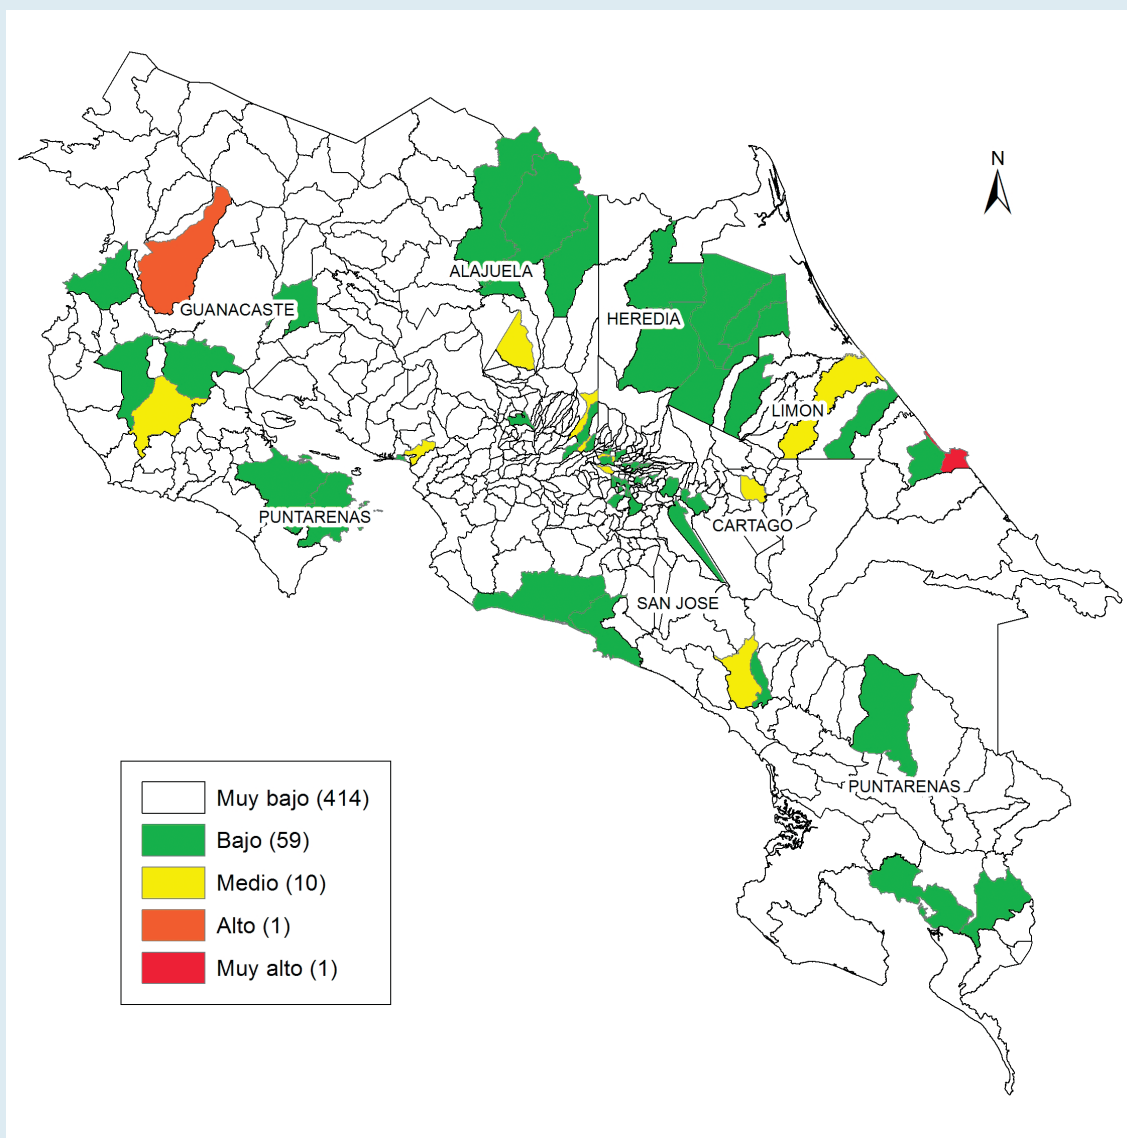 N
ALAJUELA
GUANACASTE
HEREDIA
LIMON
PUNTARENAS
CARTAGO
SAN JOSE
PUNTARENAS
Muy bajo (414)
Bajo (59)
Medio (10)
Alto (1)
Muy alto (1)